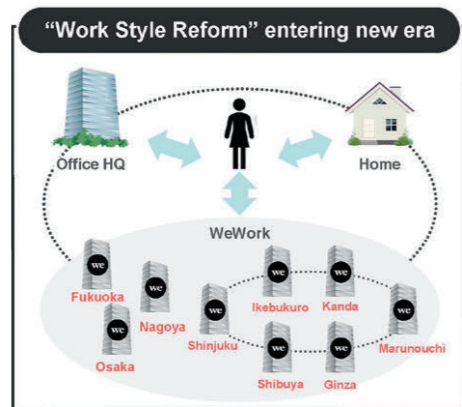 “Work Style Reform” entering new era
Office HQ
Home
WeWork
we
Fukuoka
we
Nagoya
we
Osaka
we
Shinjuku
we
Ikebukuro
we
Kanda
we
Marunouchi
we
Shibuya
we
Ginza